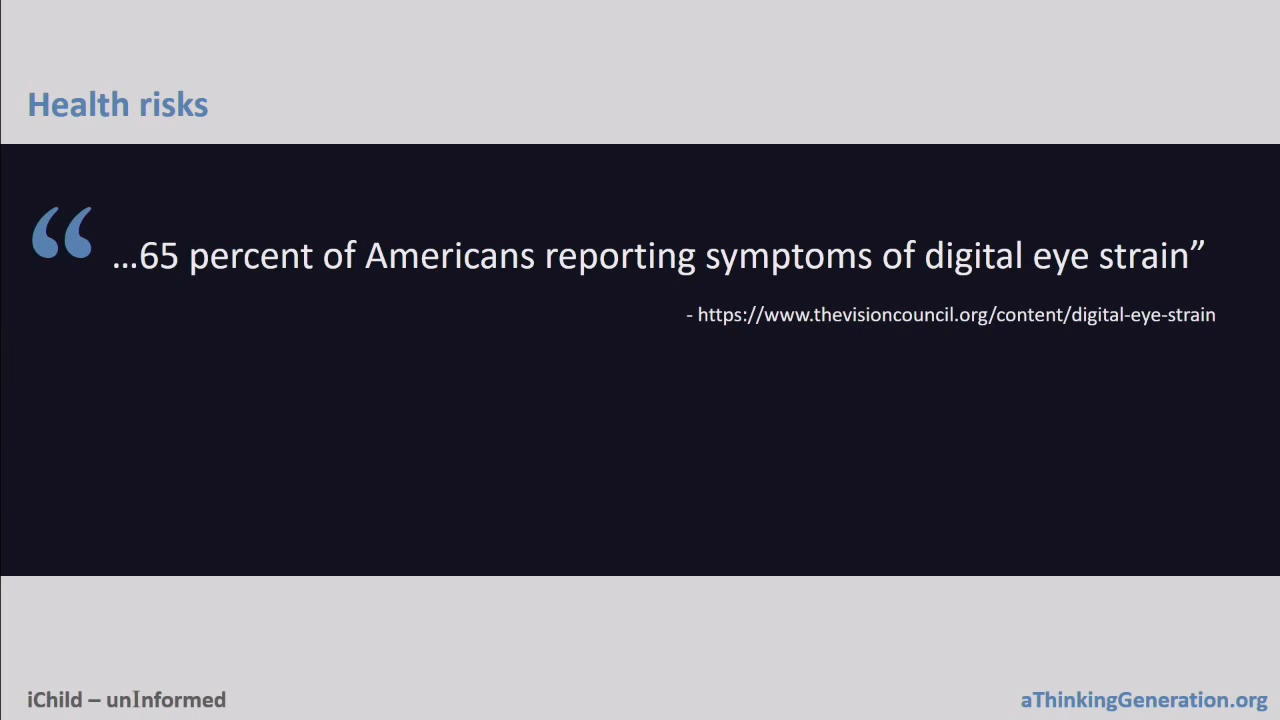 Health risks
“…65 percent of Americans reporting symptoms of digital eye strain”
- https://www.thevisioncouncil.org/content/digital-eye-strain
iChild – unInformed
aThinkingGeneration.org